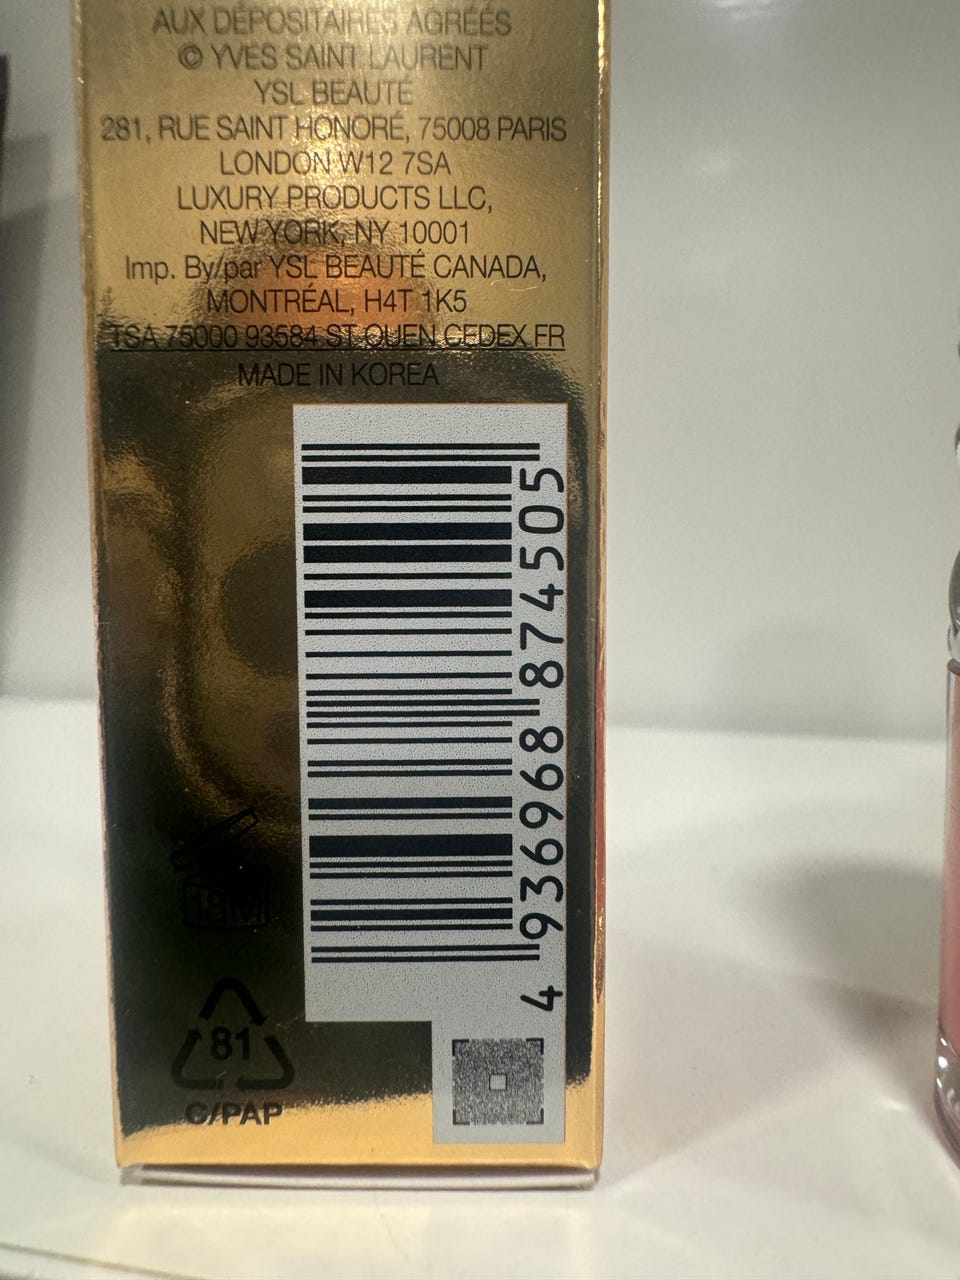 AUX DÉPOSITAIRES AGRÉÉS
© YVES SAINT LAURENT
YSL BEAUTÉ
281, RUE SAINT HONORÉ, 75008 PARIS
LONDON W12 7SA
LUXURY PRODUCTS LLC,
NEW YORK, NY 10001
Imp. By/par YSL BEAUTÉ CANADA,
MONTRÉAL, H4T 1K5
TSA 75000 93584 ST OUEN CEDEX FR
MADE IN KOREA
4 936968 874505
81
C/PAP